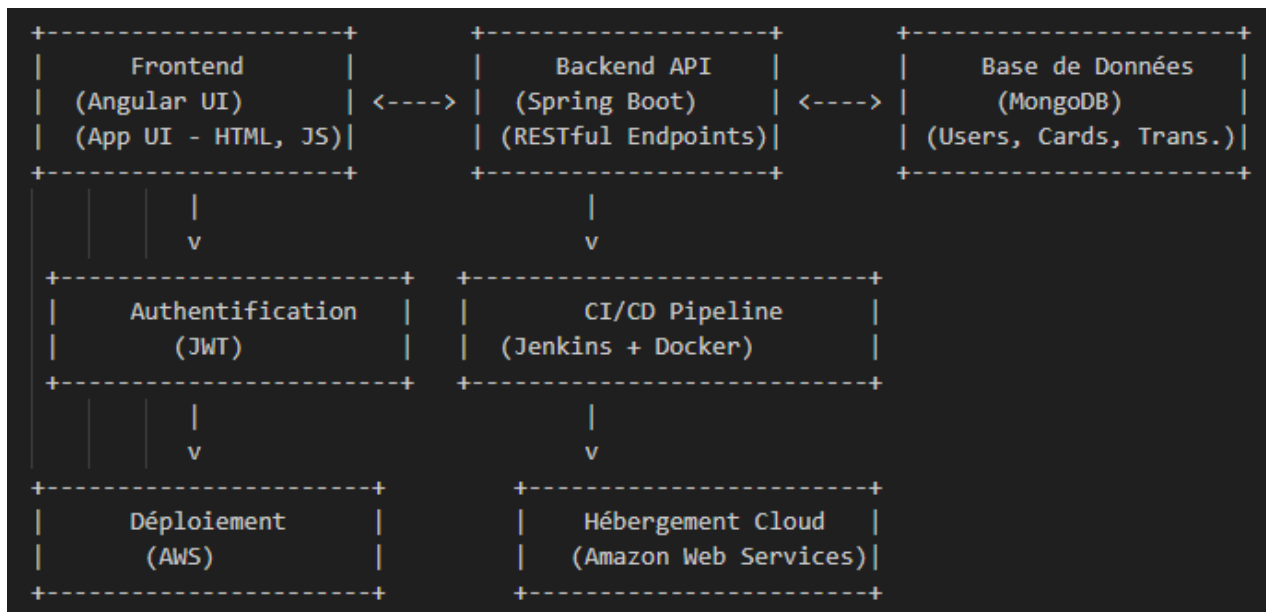 +---------------------+        +--------------------+        +-----------------------+
|      Frontend       |        |     Backend API    |        |     Base de Données   |
|  (Angular UI)       | <----> |  (Spring Boot)     | <----> |      (MongoDB)        |
|  (App UI - HTML, JS)|        | (RESTful Endpoints)|        | (Users, Cards, Trans.)|
+---------------------+        +--------------------+        +-----------------------+
           |                           |
           v                           v
 +------------------------+   +----------------------------+
 |     Authentification   |   |        CI/CD Pipeline      |
 |        (JWT)           |   |  (Jenkins + Docker)        |
 +------------------------+   +----------------------------+
           |                           |
           v                           v
+-----------------------+         +------------------------+
|      Déploiement      |         |    Hébergement Cloud   |
|       (AWS)           |         |   (Amazon Web Services)|
+-----------------------+         +------------------------+